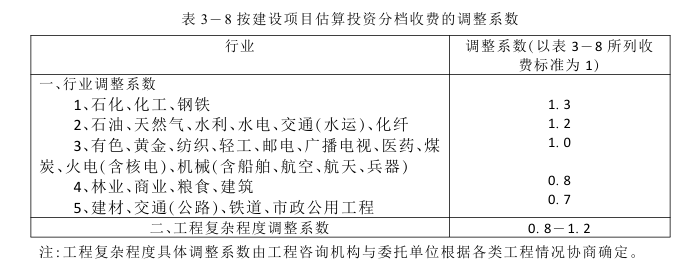 表 3－8 按建设项目估算投资分档收费的调整系数
行业
调整系数(以表 3－8 所列收
费标准为 1)
一、行业调整系数
1、石化、化工、钢铁
1.3
2、石油、天然气、水利、水电、交通(水运)、化纤
1.2
3、有色、黄金、纺织、轻工、邮电、广播电视、医药、煤
1.0
炭、火电(含核电)、机械(含船舶、航空、航天、兵器)
4、林业、商业、粮食、建筑
0.8
5、建材、交通(公路)、铁道、市政公用工程
0.7
二、工程复杂程度调整系数
0.8－1.2
注:工程复杂程度具体调整系数由工程咨询机构与委托单位根据各类工程情况协商确定。